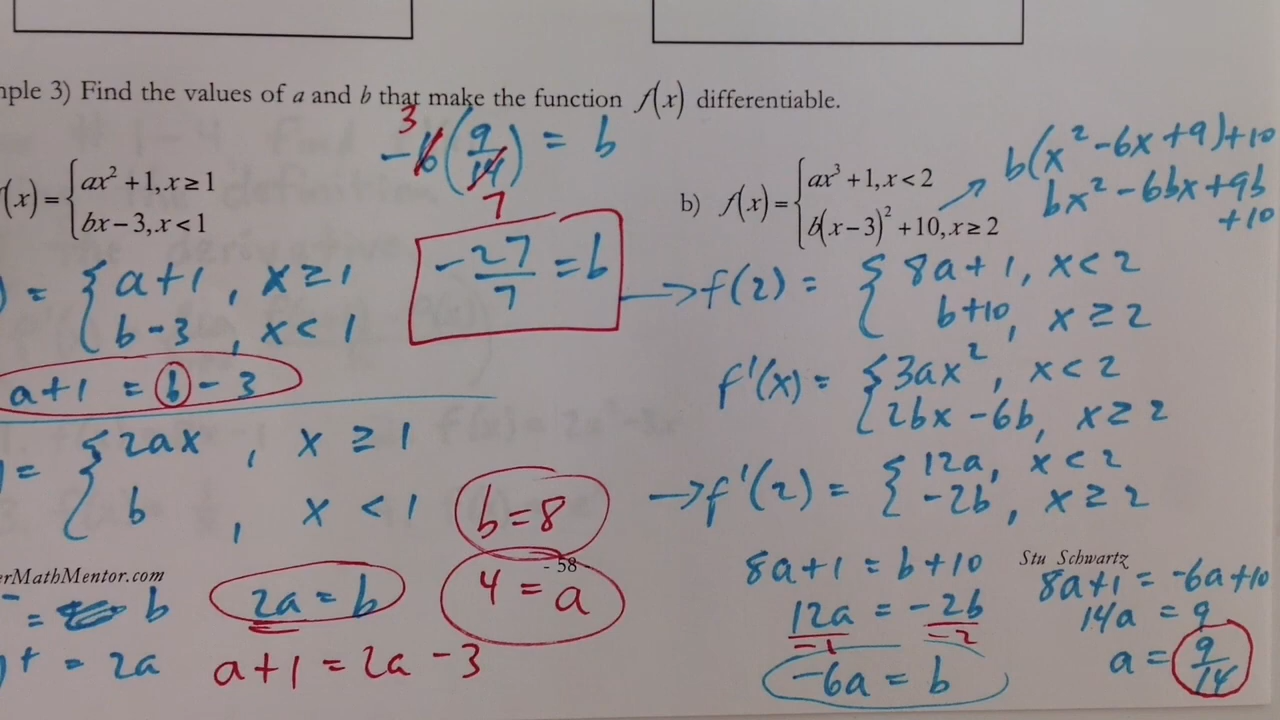 mple 3) Find the values of a and b that make the function f(x) differentiable.
3
-6(9/14) = b
7
-27/7 = b
(x) = { ax² + 1, x ≥ 1
bx - 3, x < 1
) = { a+1 , x ≥ 1
b-3 , x < 1
a+1 = b - 3
) = { 2ax , x ≥ 1
b , x < 1
b = 8
4 = a
- 58 -
erMathMentor.com
= b
2a = b
+ = 2a
a+1 = 2a - 3
b) f(x) = { ax³ + 1, x < 2
b(x - 3)² + 10, x ≥ 2
b(x² - 6x + 9) + 10
bx² - 6bx + 9b
+ 10
→ f(2) = { 8a + 1, x < 2
b + 10, x ≥ 2
f'(x) = { 3ax², x < 2
2bx - 6b, x ≥ 2
→ f'(2) = { 12a, x < 2
-2b, x ≥ 2
8a+1 = b+10
12a = -2b
-2
-6a = b
Stu Schwartz
8a+1 = -6a+10
14a = 9
a = 9/14